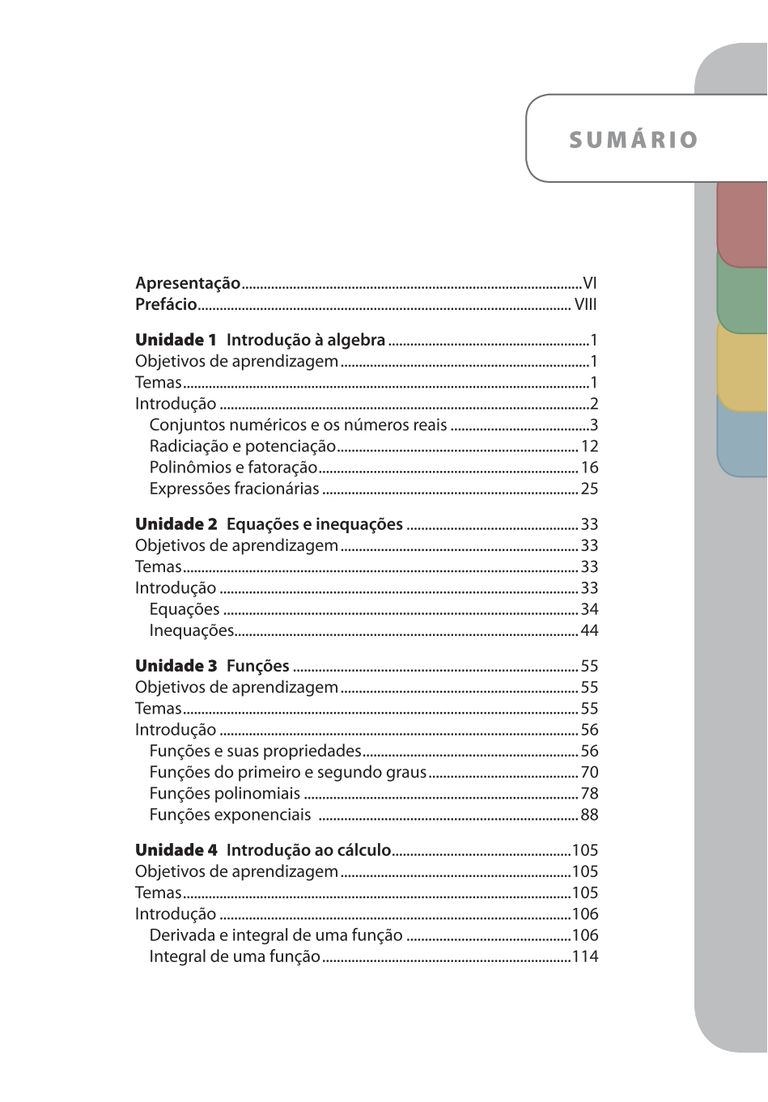 SUMÁRIO
Apresentação.....VI
Prefácio..... VIII
Unidade 1 Introdução à algebra.....1
Objetivos de aprendizagem.....1
Temas.....1
Introdução.....2
Conjuntos numéricos e os números reais.....3
Radiciação e potenciação.....12
Polinômios e fatoração.....16
Expressões fracionárias.....25
Unidade 2 Equações e inequações.....33
Objetivos de aprendizagem.....33
Temas.....33
Introdução.....33
Equações.....34
Inequações.....44
Unidade 3 Funções.....55
Objetivos de aprendizagem.....55
Temas.....55
Introdução.....56
Funções e suas propriedades.....56
Funções do primeiro e segundo graus.....70
Funções polinomiais.....78
Funções exponenciais.....88
Unidade 4 Introdução ao cálculo.....105
Objetivos de aprendizagem.....105
Temas.....105
Introdução.....106
Derivada e integral de uma função.....106
Integral de uma função.....114